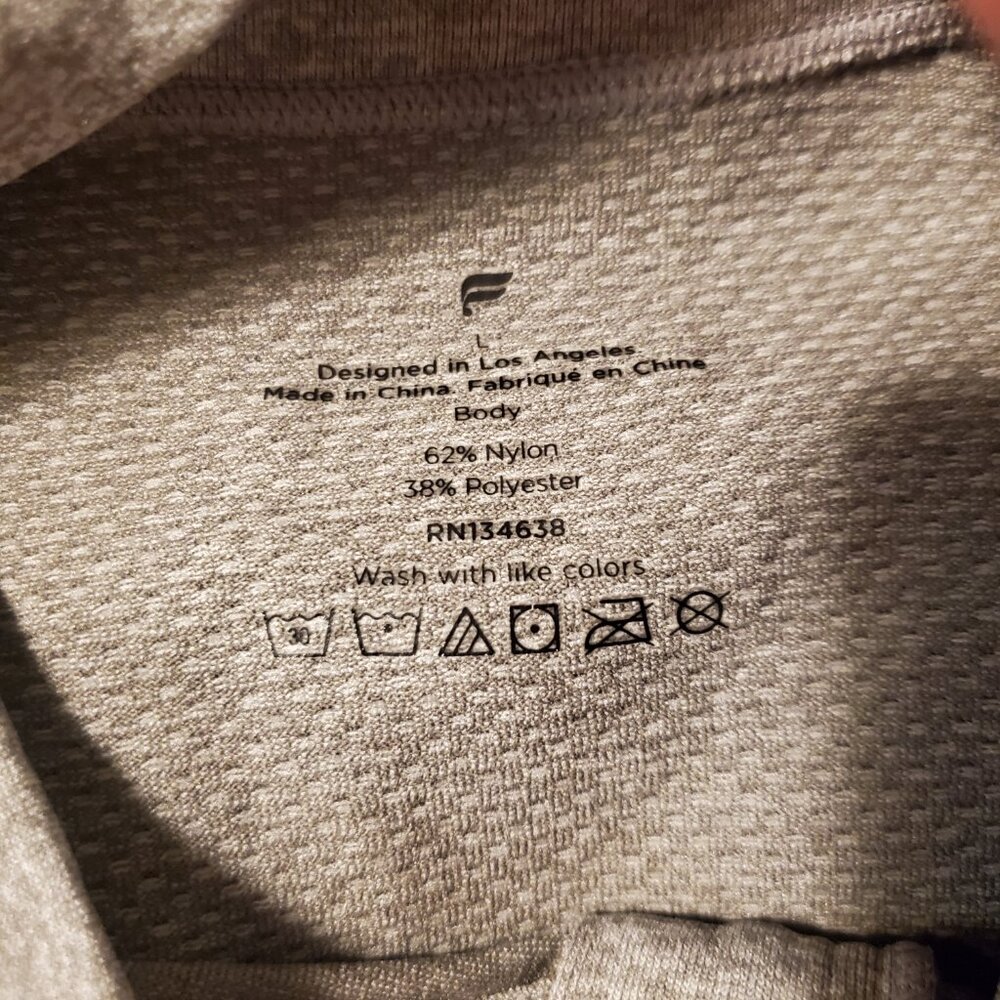 L
Designed in Los Angeles
Made in China. Fabriqué en Chine
Body
62% Nylon
38% Polyester
RN134638
Wash with like colors
30